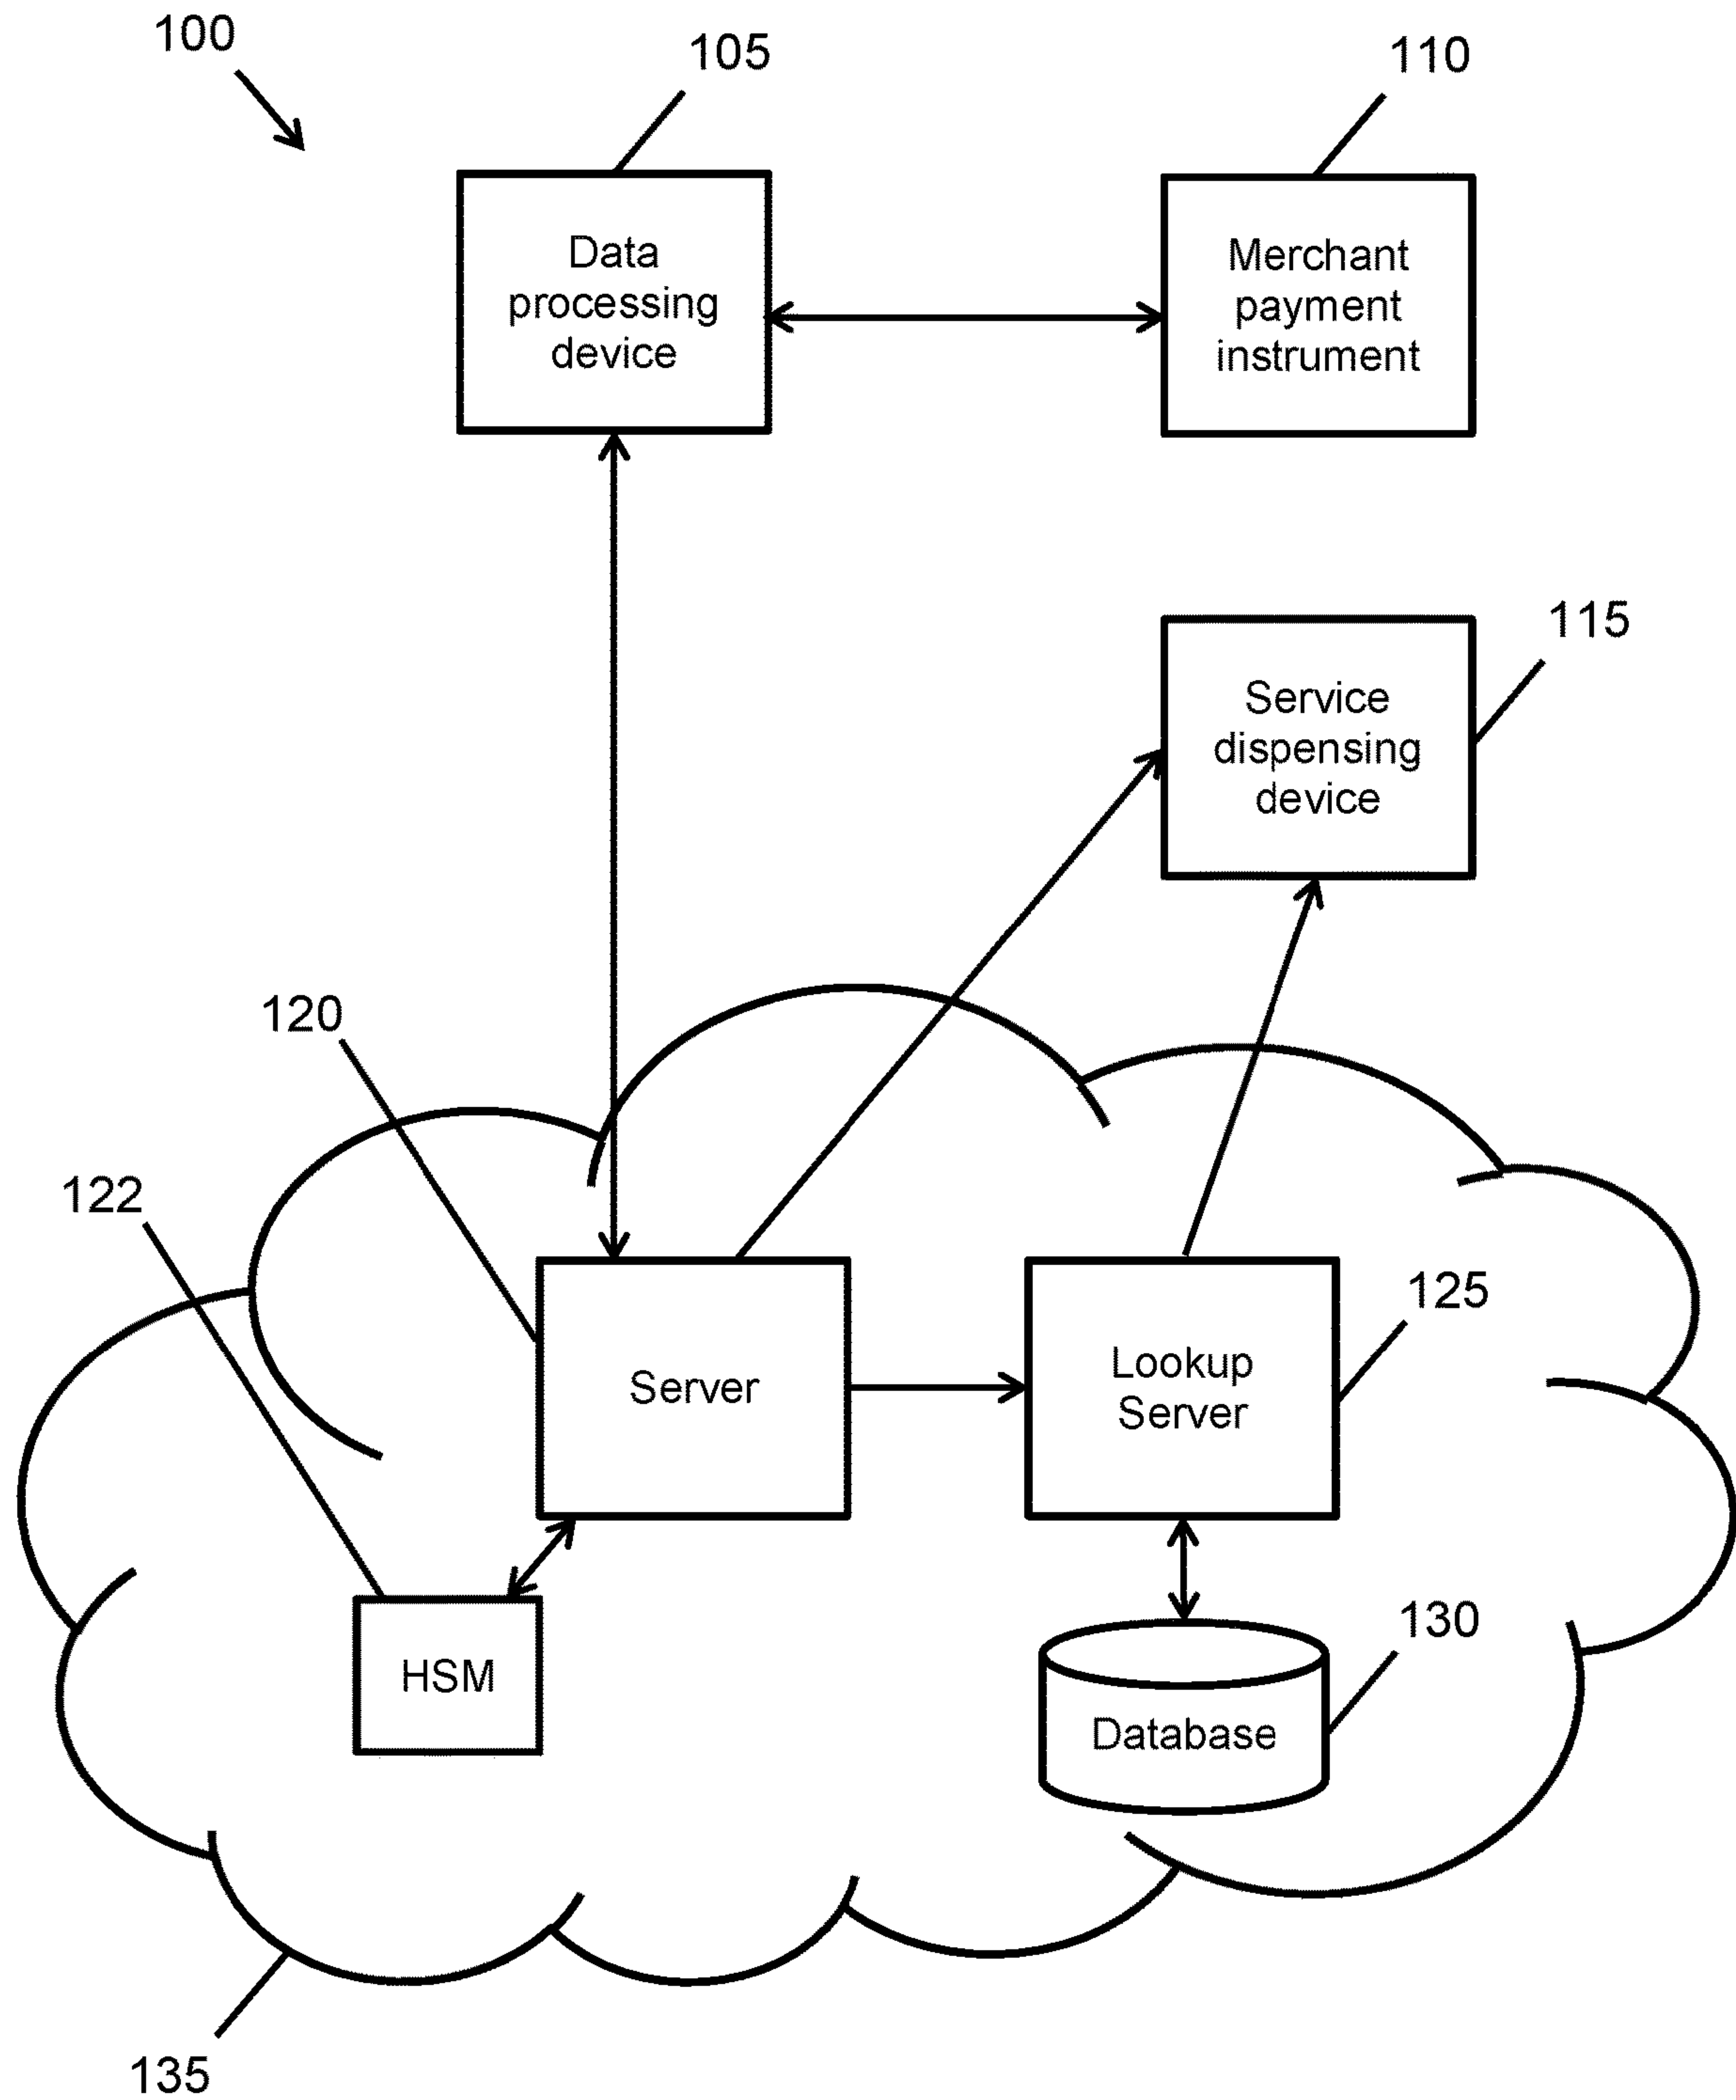 100
105
110
Data
processing
device
Merchant
payment
instrument
115
Service
dispensing
device
120
122
125
Server
Lookup
Server
HSM
130
Database
135